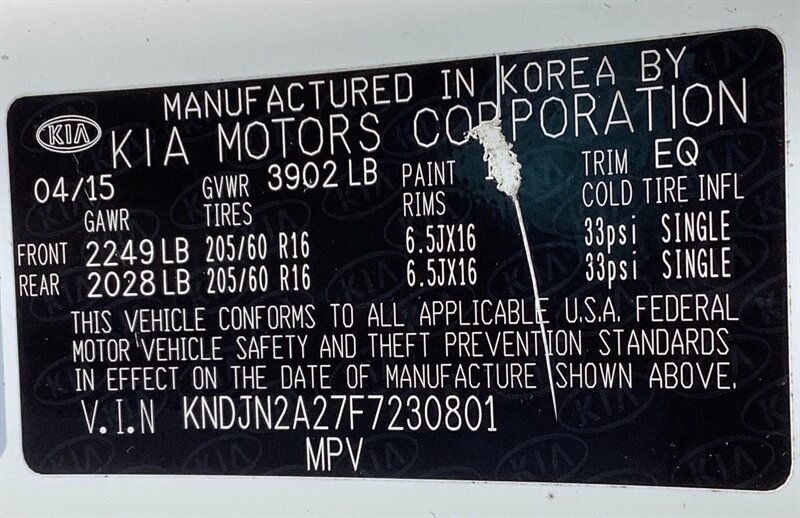 MANUFACTURED IN KOREA BY
KIA KIA MOTORS CORPORATION
04/15 GVWR 3902 LB PAINT TRIM EQ
GAWR TIRES RIMS COLD TIRE INFL
FRONT 2249 LB 205/60 R16 6.5JX16 33psi SINGLE
REAR 2028 LB 205/60 R16 6.5JX16 33psi SINGLE
THIS VEHICLE CONFORMS TO ALL APPLICABLE U.S.A. FEDERAL
MOTOR VEHICLE SAFETY AND THEFT PREVENTION STANDARDS
IN EFFECT ON THE DATE OF MANUFACTURE SHOWN ABOVE.
V.I.N KNDJN2A27F7230801
MPV